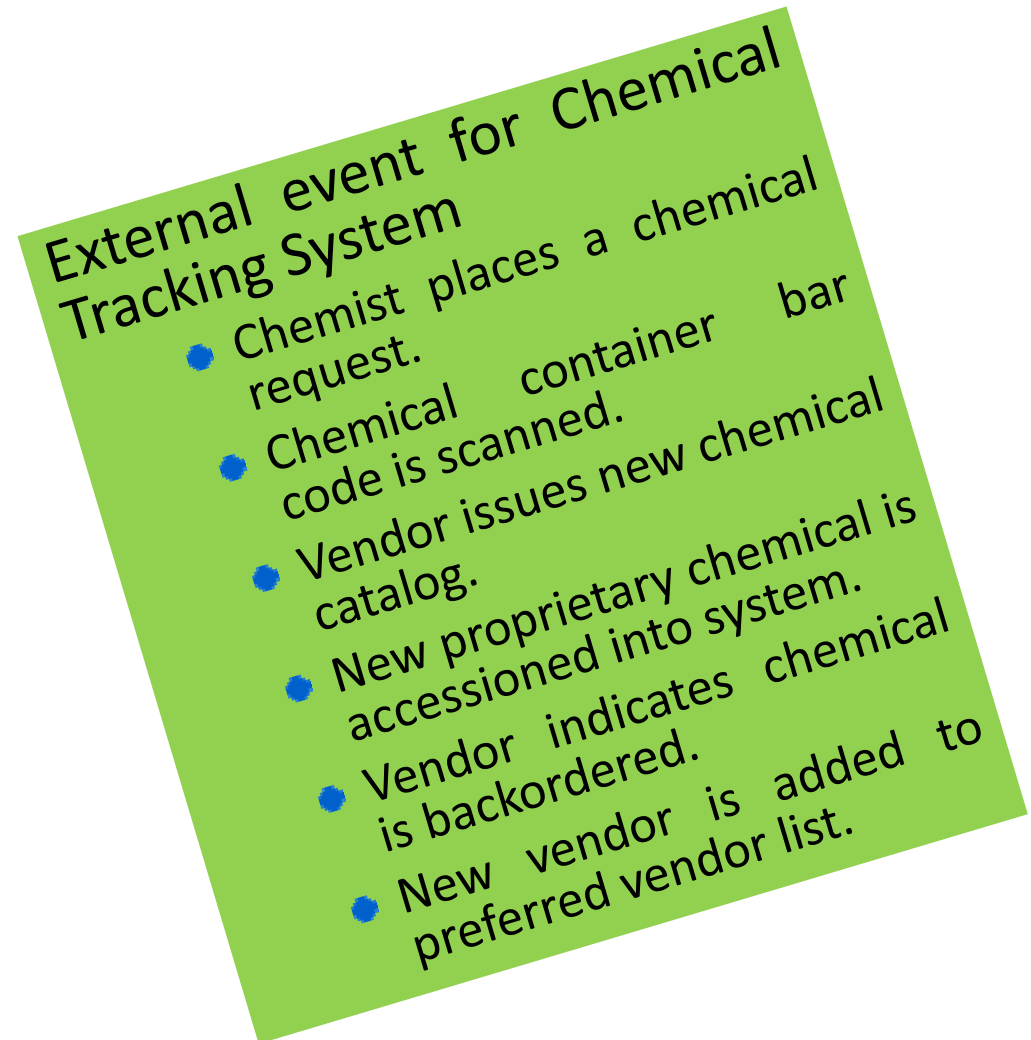 External event for Chemical
Tracking System
Chemist places a chemical
request.
Chemical container bar
code is scanned.
Vendor issues new chemical
catalog.
New proprietary chemical is
accessioned into system.
Vendor indicates chemical
is backordered.
New vendor is added to
preferred vendor list.